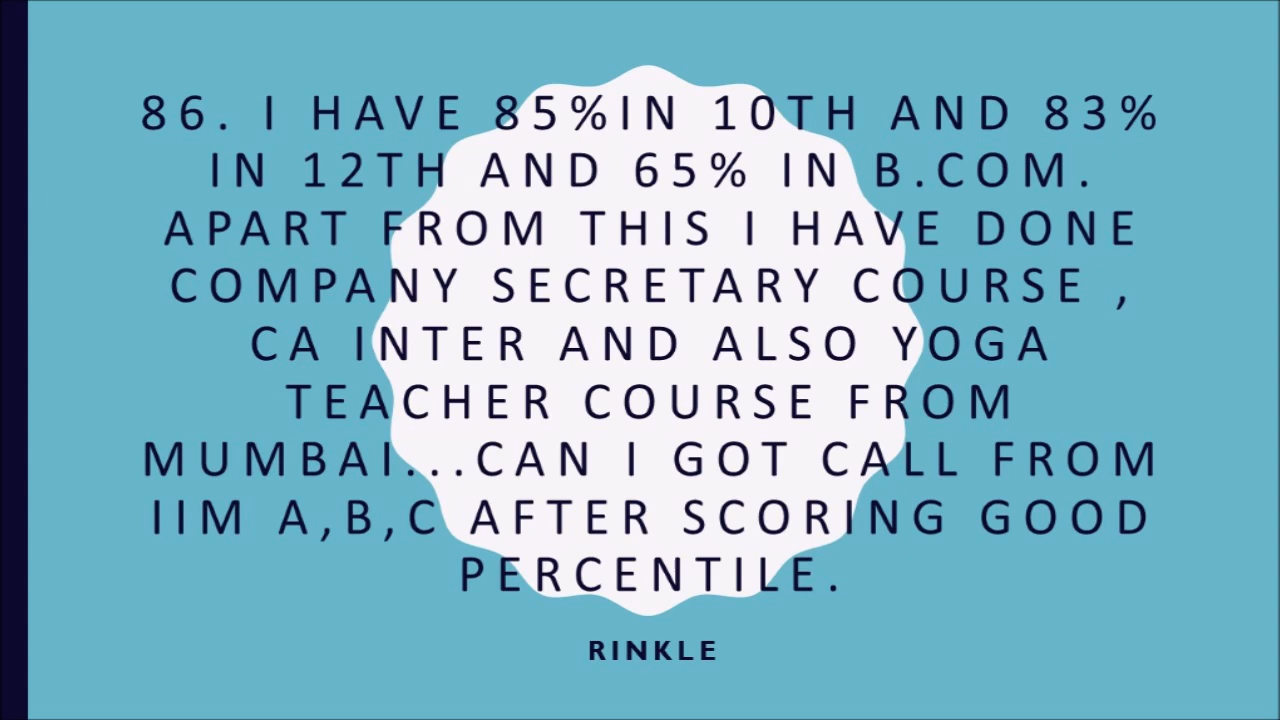 86. I HAVE 85%IN 10TH AND 83%
IN 12TH AND 65% IN B.COM.
APART FROM THIS I HAVE DONE
COMPANY SECRETARY COURSE ,
CA INTER AND ALSO YOGA
TEACHER COURSE FROM
MUMBAI...CAN I GOT CALL FROM
IIM A,B,C AFTER SCORING GOOD
PERCENTILE.
RINKLE